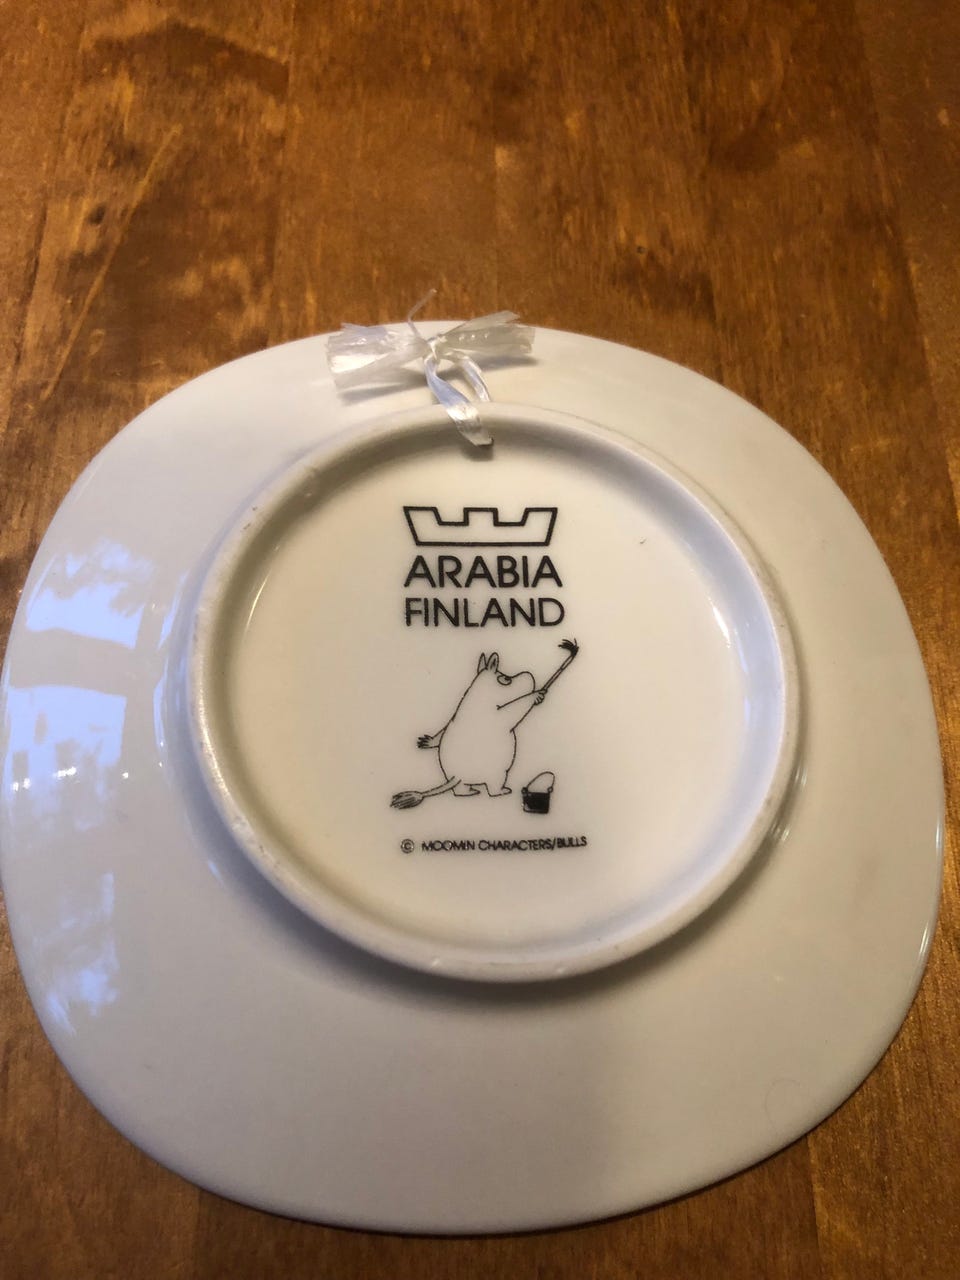 ARABIA
FINLAND
© MOOMIN CHARACTERS/BULLS